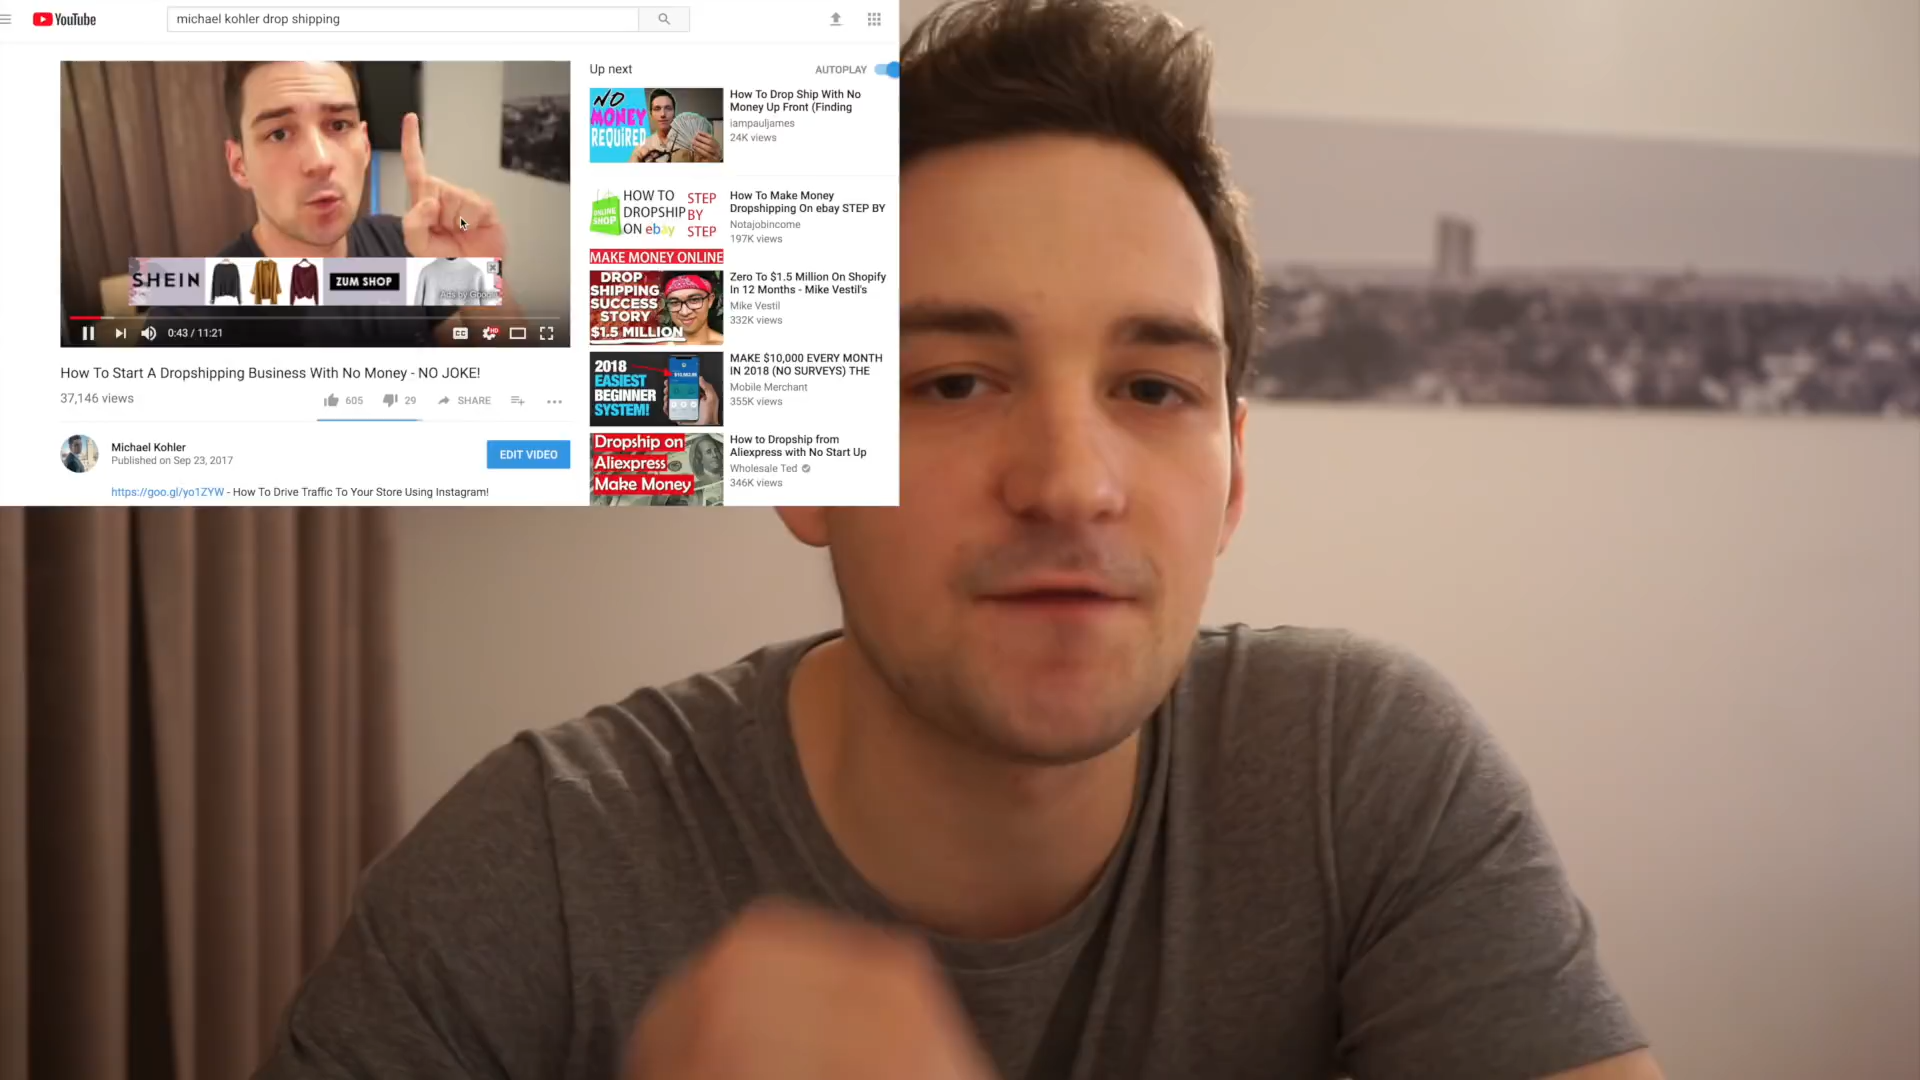 YouTube
michael kohler drop shipping
SHEIN
ZUM SHOP
0:43 / 11:21
CC
HD
How To Start A Dropshipping Business With No Money - NO JOKE!
37,146 views
605
29
SHARE
Michael Kohler
Published on Sep 23, 2017
EDIT VIDEO
https://goo.gl/yo1ZYW - How To Drive Traffic To Your Store Using Instagram!
Up next
AUTOPLAY
NO
MONEY
REQUIRED
How To Drop Ship With No
Money Up Front (Finding
iampauljames
24K views
ONLINE
SHOP
HOW TO
DROPSHIP
ON ebay
STEP
BY
STEP
How To Make Money
Dropshipping On ebay STEP BY
Notajobincome
197K views
MAKE MONEY ONLINE
DROP
SHIPPING
SUCCESS
STORY
$1.5 MILLION
Zero To $1.5 Million On Shopify
In 12 Months - Mike Vestil's
Mike Vestil
332K views
2018
EASIEST
BEGINNER
SYSTEM!
MAKE $10,000 EVERY MONTH
IN 2018 (NO SURVEYS) THE
Mobile Merchant
355K views
Dropship on
Aliexpress
Make Money
How to Dropship from
Aliexpress with No Start Up
Wholesale Ted
346K views